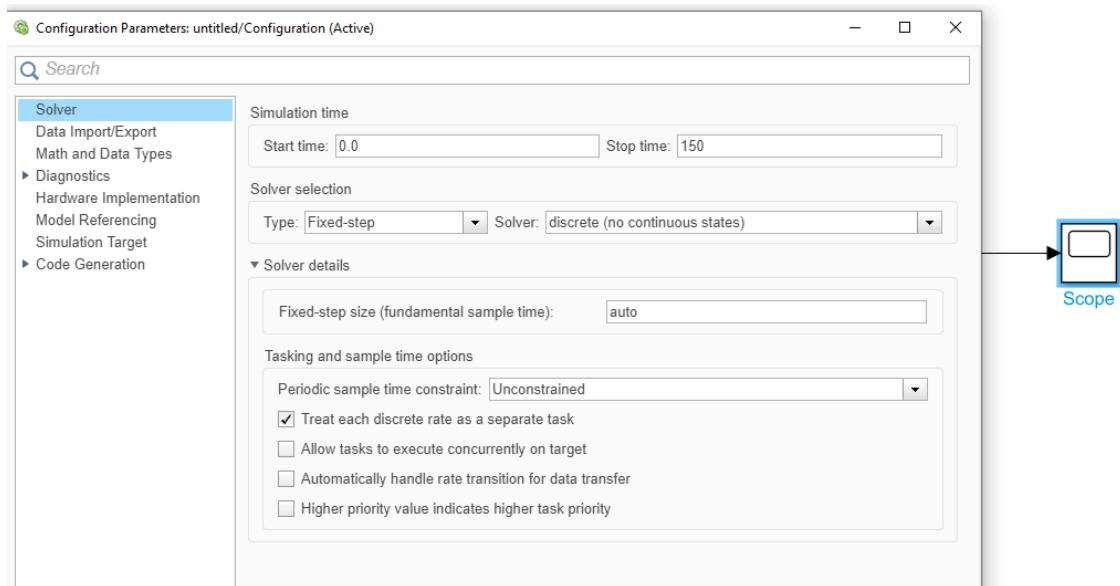 Configuration Parameters: untitled/Configuration (Active)
Search
Solver
Data Import/Export
Math and Data Types
Diagnostics
Hardware Implementation
Model Referencing
Simulation Target
Code Generation
Simulation time
Start time: 0.0 Stop time: 150
Solver selection
Type: Fixed-step Solver: discrete (no continuous states)
Solver details
Fixed-step size (fundamental sample time): auto
Tasking and sample time options
Periodic sample time constraint: Unconstrained
Treat each discrete rate as a separate task
Allow tasks to execute concurrently on target
Automatically handle rate transition for data transfer
Higher priority value indicates higher task priority
Scope